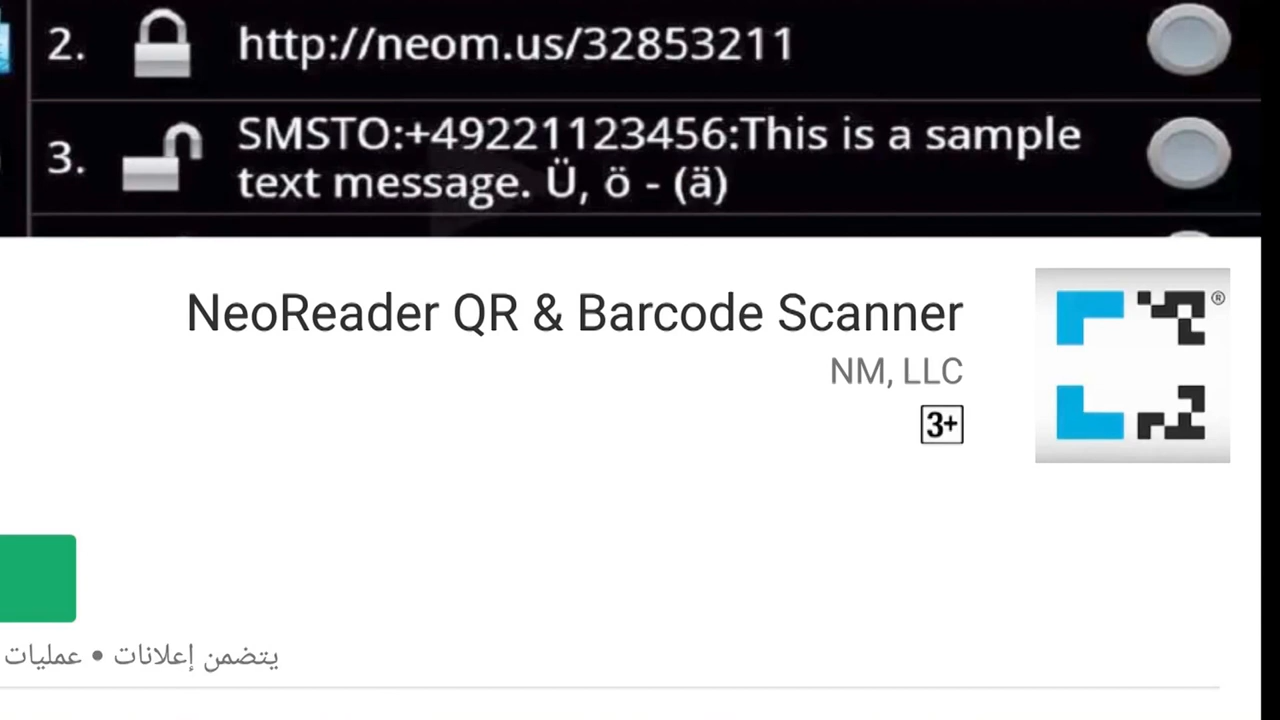 2. http://neom.us/32853211
3. SMSTO:+49221123456:This is a sample
text message. Ü, ö - (ä)
NeoReader QR & Barcode Scanner
®
NM, LLC
3+
يتضمن إعلانات • عمليات